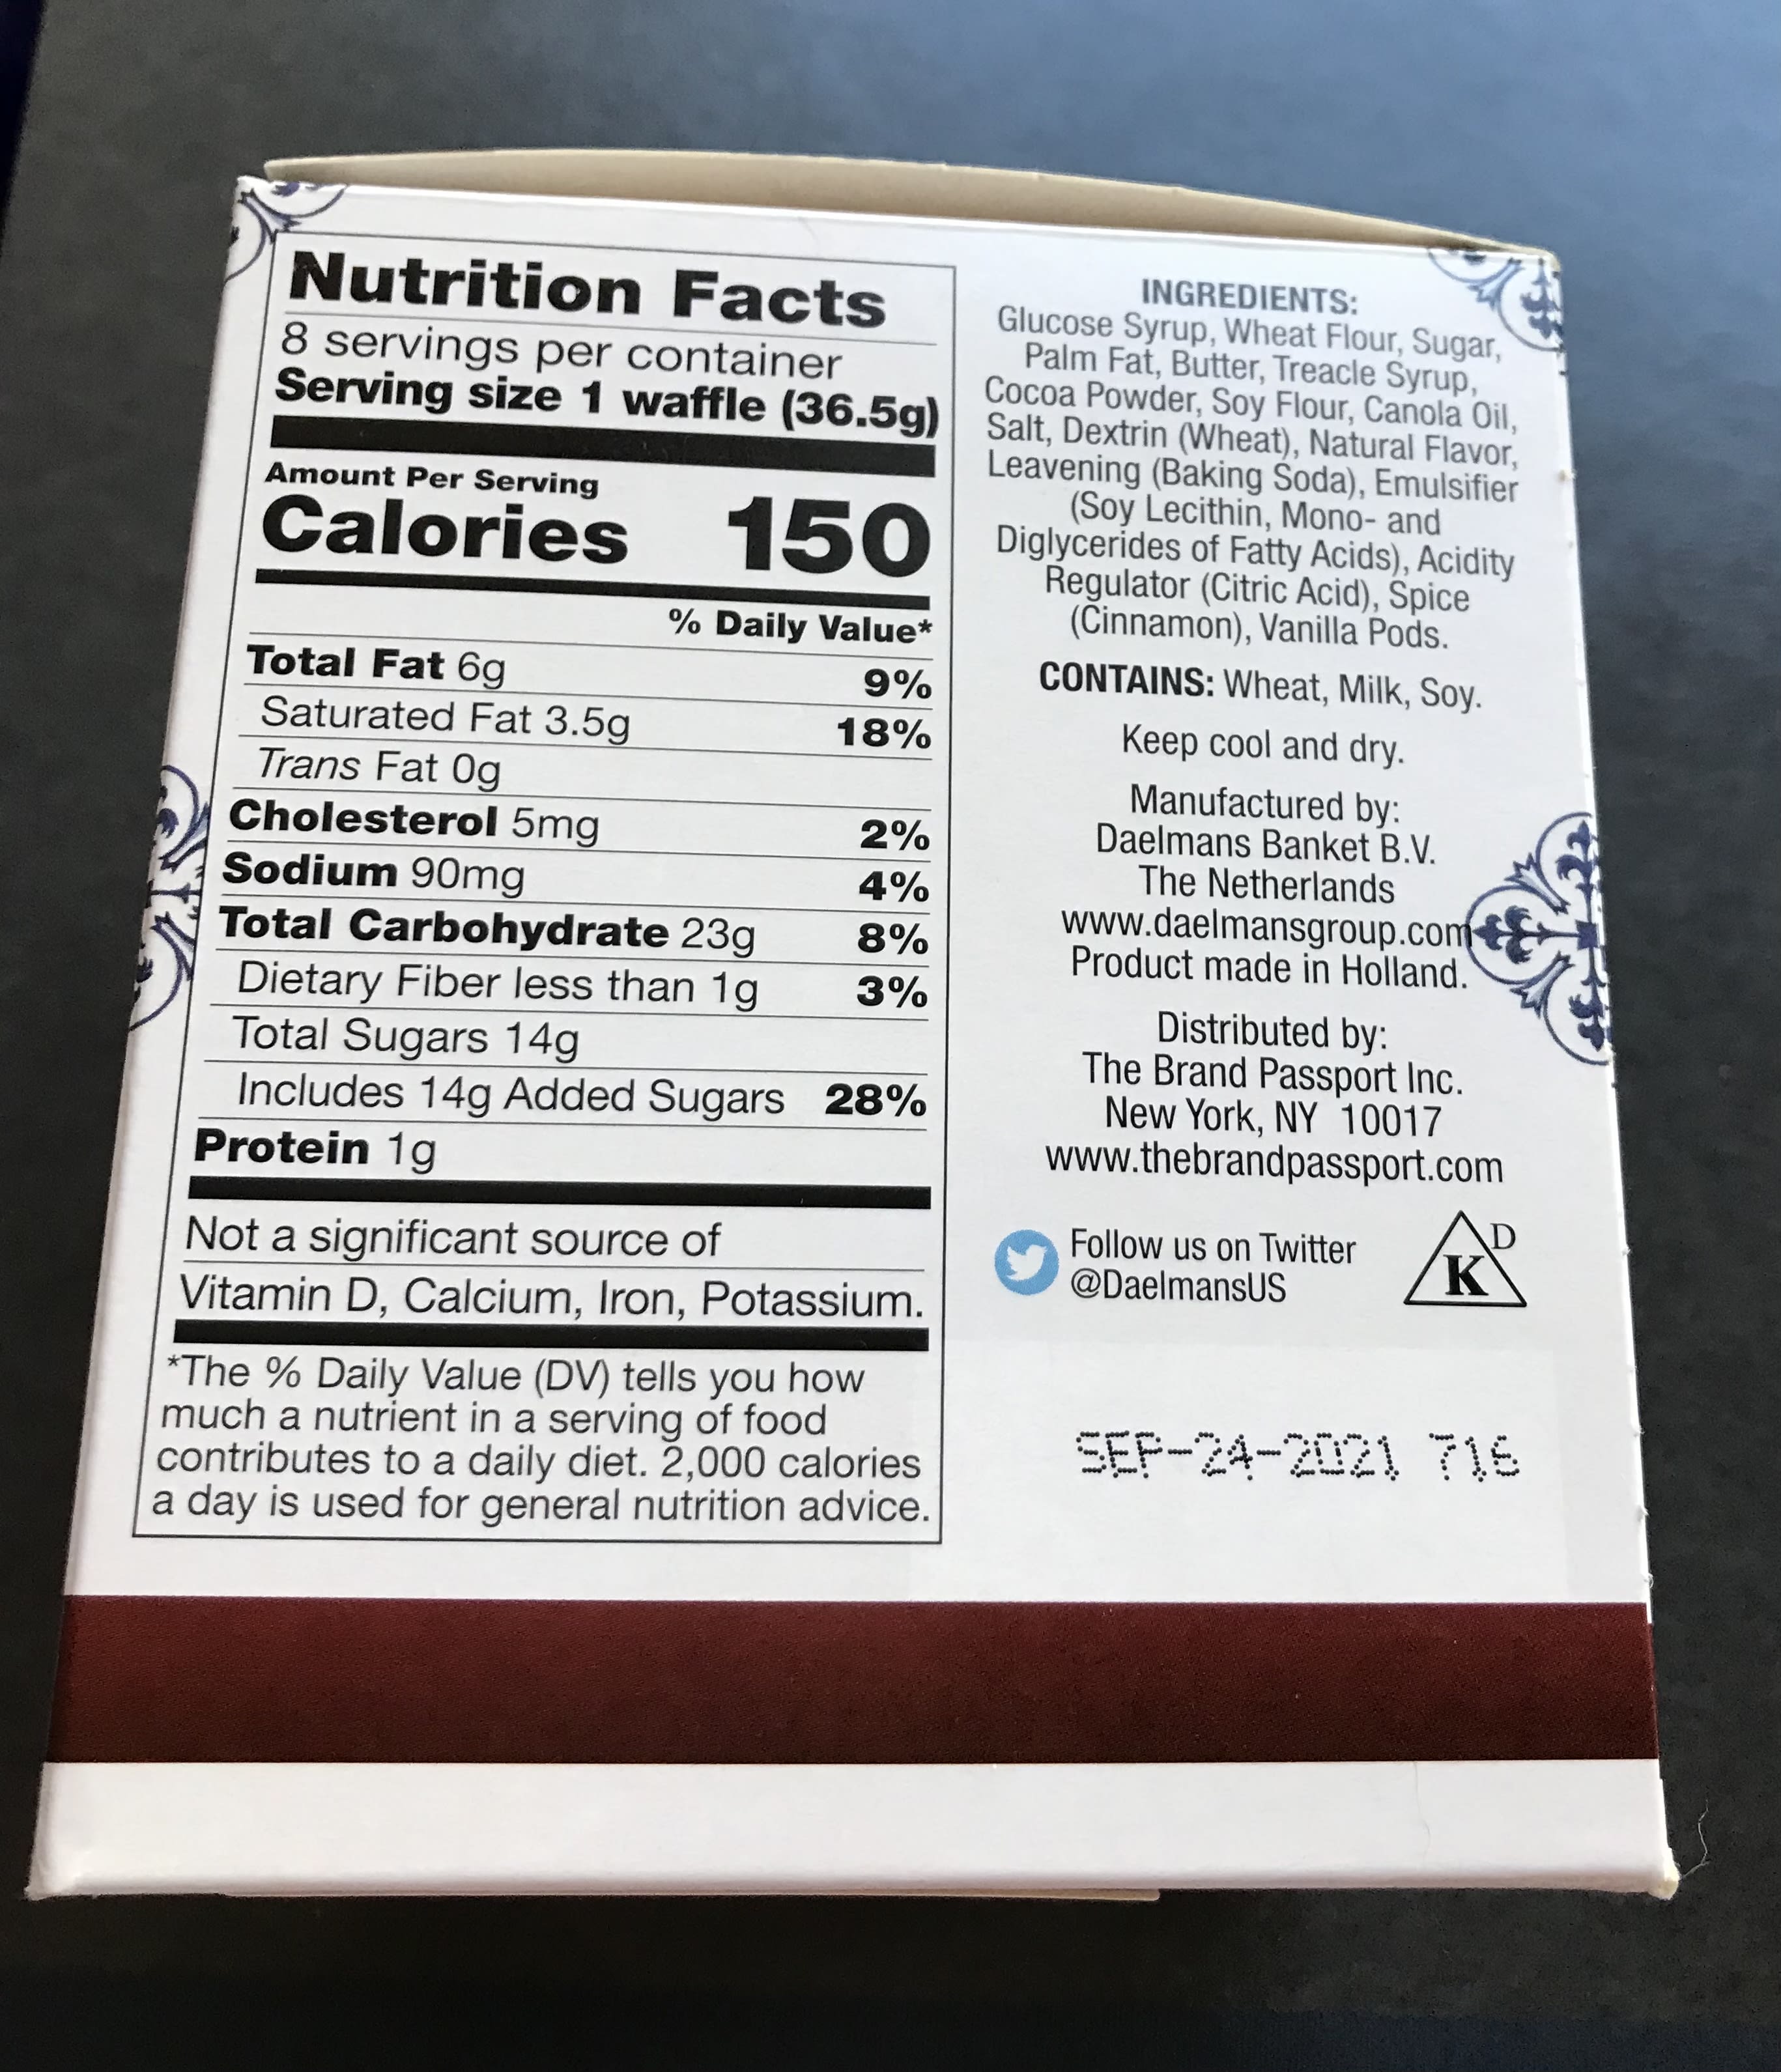 Nutrition Facts
8 servings per container
Serving size 1 waffle (36.5g)
Amount Per Serving
Calories 150
% Daily Value*
Total Fat 6g 9%
Saturated Fat 3.5g 18%
Trans Fat 0g
Cholesterol 5mg 2%
Sodium 90mg 4%
Total Carbohydrate 23g 8%
Dietary Fiber less than 1g 3%
Total Sugars 14g
Includes 14g Added Sugars 28%
Protein 1g
Not a significant source of
Vitamin D, Calcium, Iron, Potassium.
*The % Daily Value (DV) tells you how
much a nutrient in a serving of food
contributes to a daily diet. 2,000 calories
a day is used for general nutrition advice.
INGREDIENTS:
Glucose Syrup, Wheat Flour, Sugar,
Palm Fat, Butter, Treacle Syrup,
Cocoa Powder, Soy Flour, Canola Oil,
Salt, Dextrin (Wheat), Natural Flavor,
Leavening (Baking Soda), Emulsifier
(Soy Lecithin, Mono- and
Diglycerides of Fatty Acids), Acidity
Regulator (Citric Acid), Spice
(Cinnamon), Vanilla Pods.
CONTAINS: Wheat, Milk, Soy.
Keep cool and dry.
Manufactured by:
Daelmans Banket B.V.
The Netherlands
www.daelmansgroup.com
Product made in Holland.
Distributed by:
The Brand Passport Inc.
New York, NY 10017
www.thebrandpassport.com
Follow us on Twitter
@DaelmansUS
K D
SEP-24-2021 716